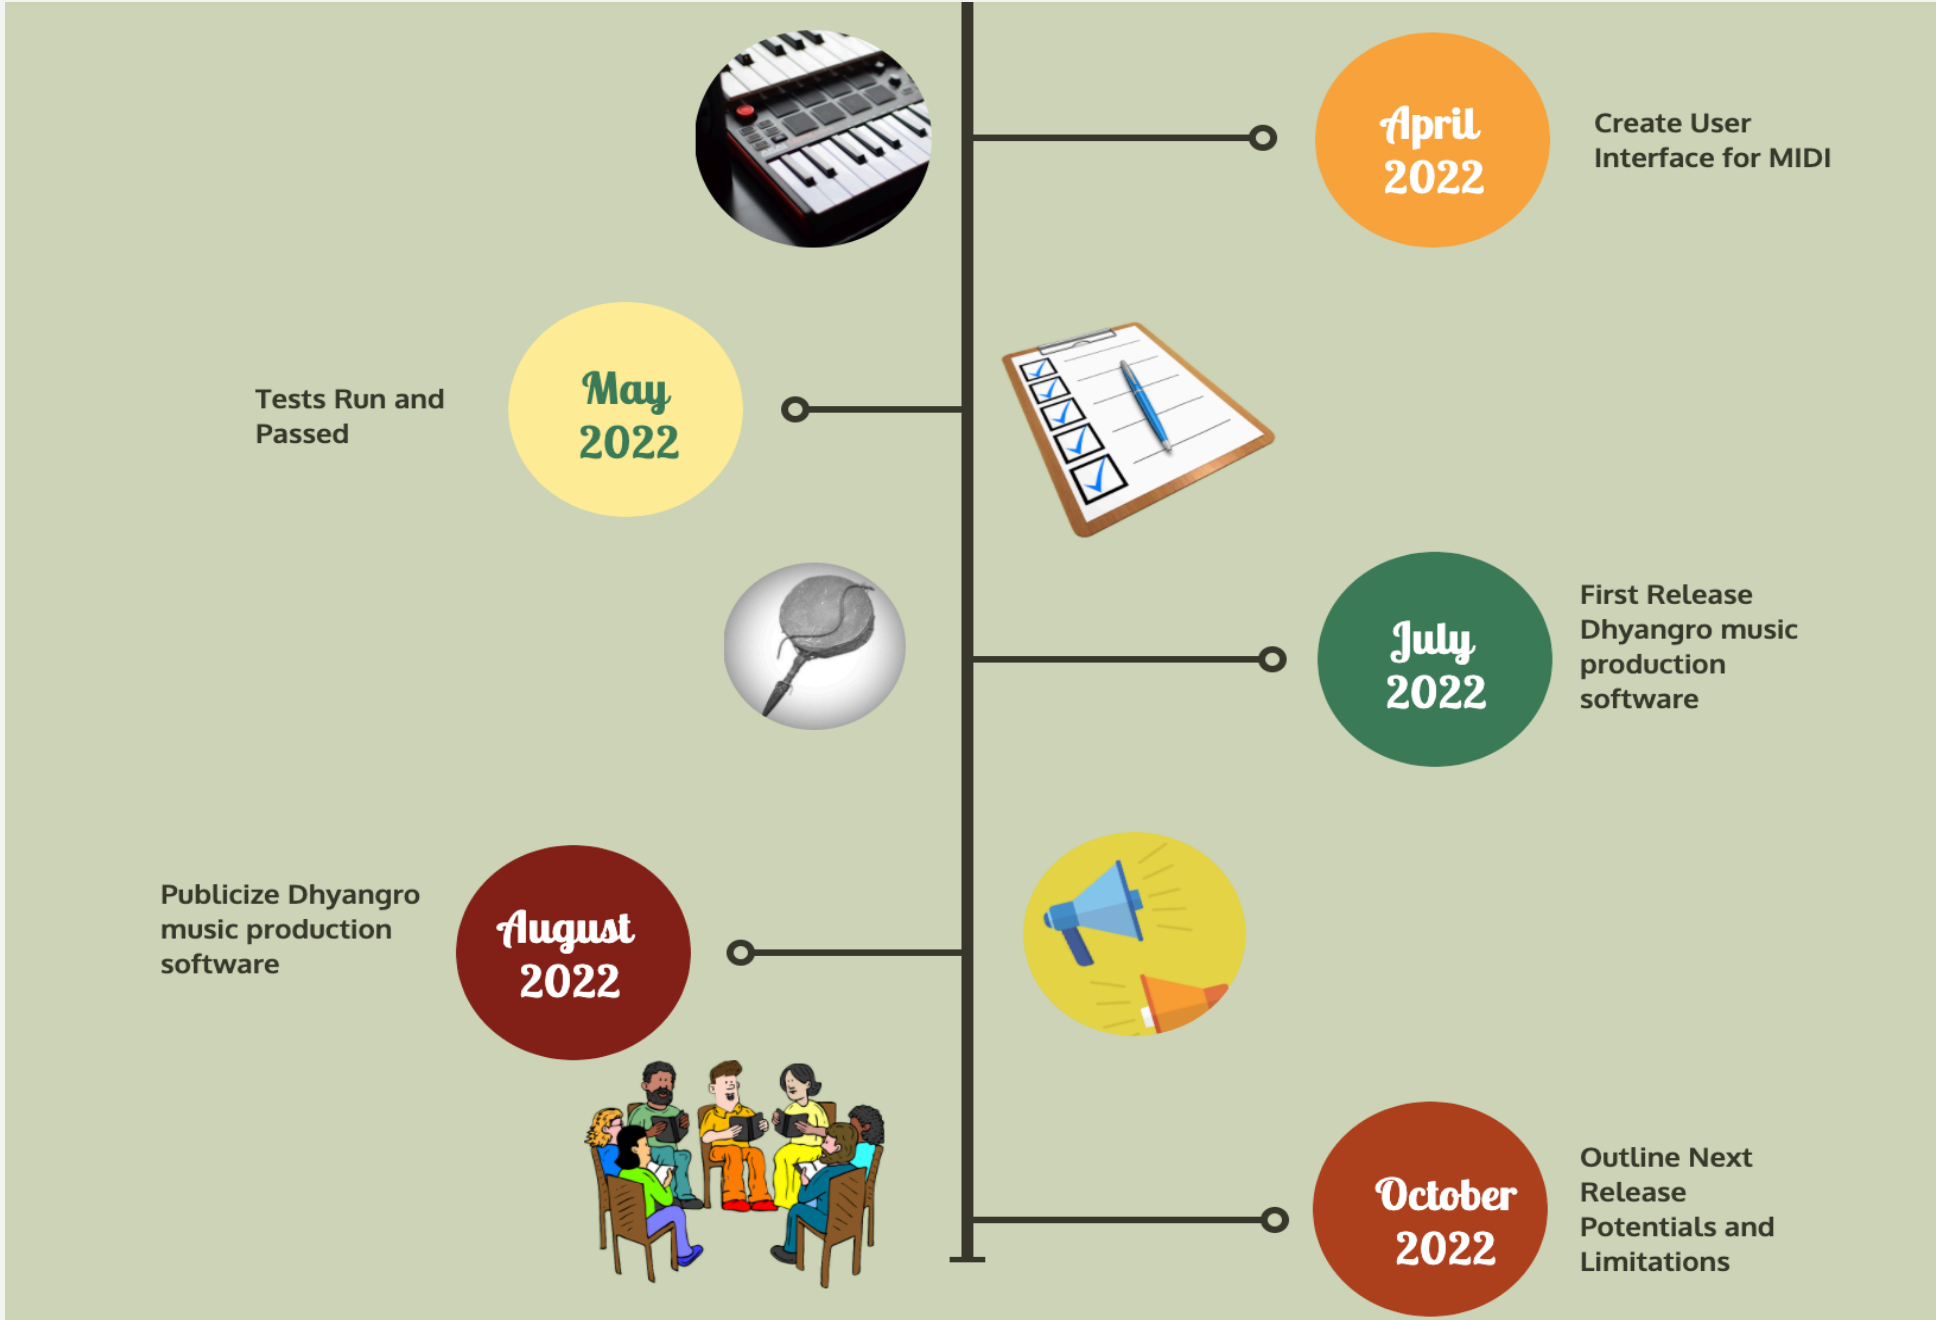 April
2022
Create User
Interface for MIDI
Tests Run and
Passed
May
2022
July
2022
First Release
Dhyangro music
production
software
Publicize Dhyangro
music production
software
August
2022
October
2022
Outline Next
Release
Potentials and
Limitations